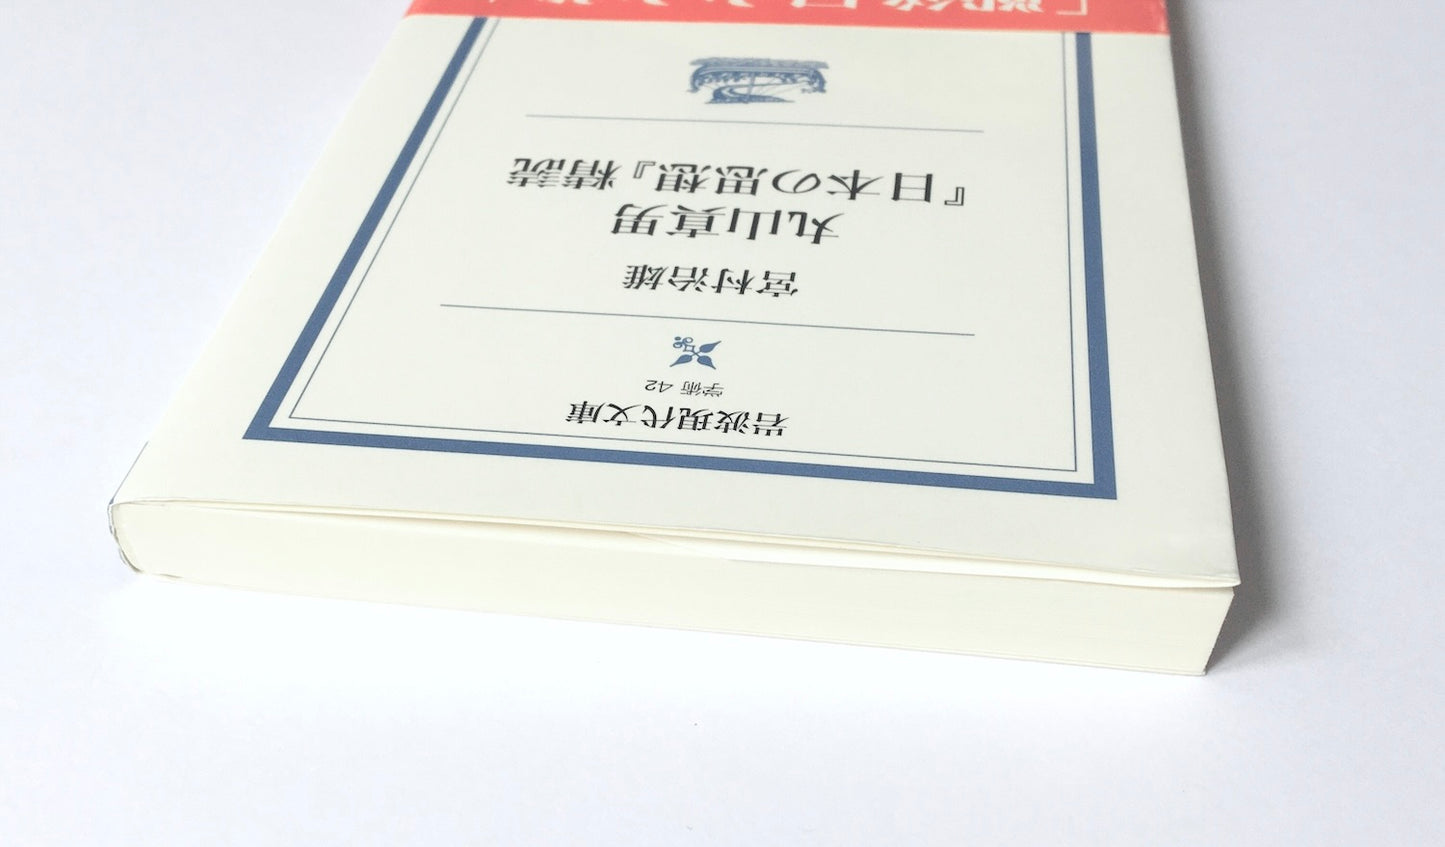 岩波現代文庫
学術 42
宮村治雄
丸山真男
『日本の思想』精読